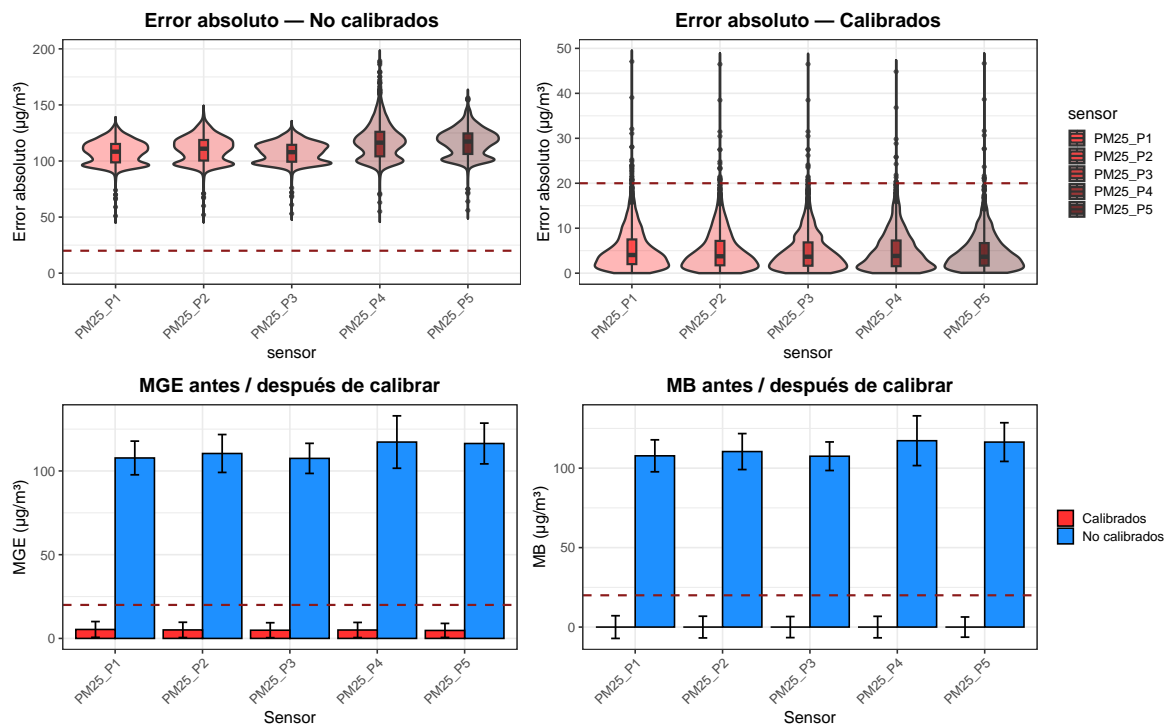 Error absoluto — No calibrados
Error absoluto (µg/m³)
200
150
100
50
0
PM25_P1
PM25_P2
PM25_P3
PM25_P4
PM25_P5
sensor
Error absoluto — Calibrados
Error absoluto (µg/m³)
50
40
30
20
10
0
PM25_P1
PM25_P2
PM25_P3
PM25_P4
PM25_P5
sensor
sensor
PM25_P1
PM25_P2
PM25_P3
PM25_P4
PM25_P5
MGE antes / después de calibrar
MGE (µg/m³)
100
50
0
PM25_P1
PM25_P2
PM25_P3
PM25_P4
PM25_P5
Sensor
MB antes / después de calibrar
MB (µg/m³)
100
50
0
PM25_P1
PM25_P2
PM25_P3
PM25_P4
PM25_P5
Sensor
Calibrados
No calibrados